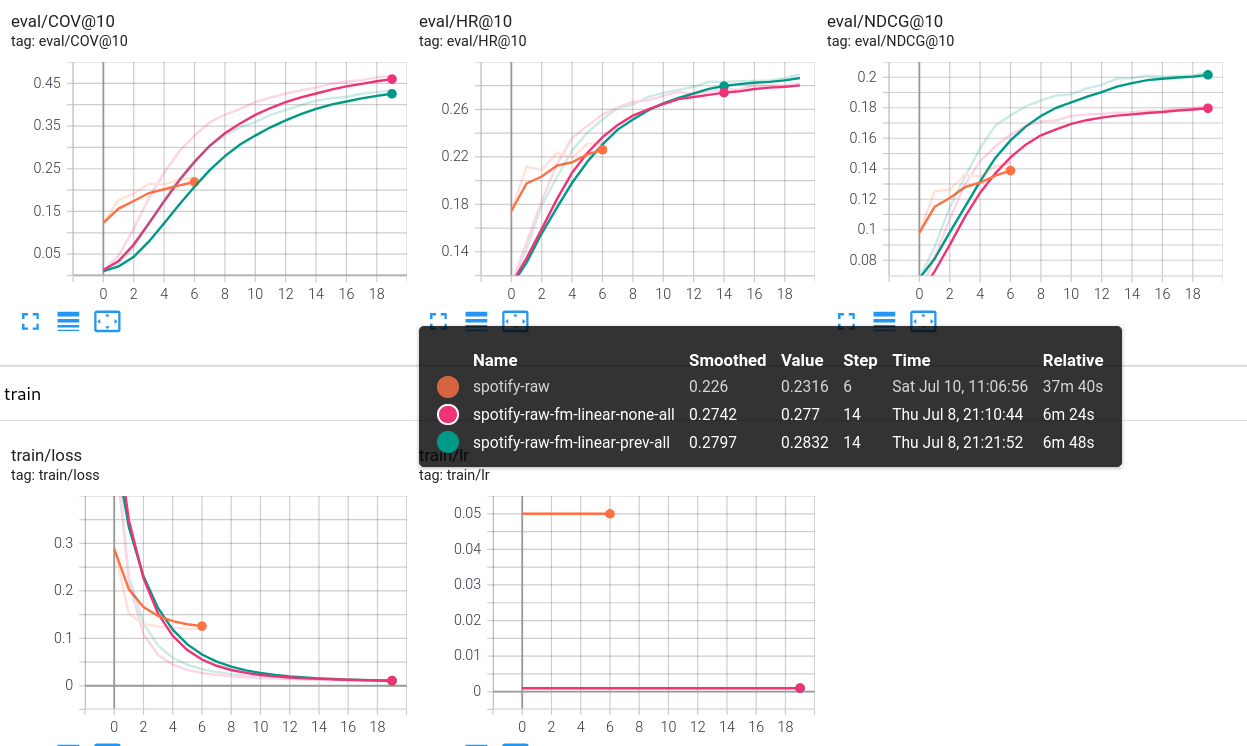 eval/COV@10
tag: eval/COV@10
0.45
0.35
0.25
0.15
0.05
0 2 4 6 8 10 12 14 16 18
eval/HR@10
tag: eval/HR@10
0.26
0.22
0.18
0.14
0 2 4 6 8 10 12 14 16 18
eval/NDCG@10
tag: eval/NDCG@10
0.2
0.18
0.16
0.14
0.12
0.1
0.08
0 2 4 6 8 10 12 14 16 18
Name Smoothed Value Step Time Relative
spotify-raw 0.226 0.2316 6 Sat Jul 10, 11:06:56 37m 40s
spotify-raw-fm-linear-none-all 0.2742 0.277 14 Thu Jul 8, 21:10:44 6m 24s
spotify-raw-fm-linear-prev-all 0.2797 0.2832 14 Thu Jul 8, 21:21:52 6m 48s
train
train/loss
tag: train/loss
0.3
0.2
0.1
0
0 2 4 6 8 10 12 14 16 18
train/lr
tag: train/lr
0.05
0.04
0.03
0.02
0.01
0
0 2 4 6 8 10 12 14 16 18